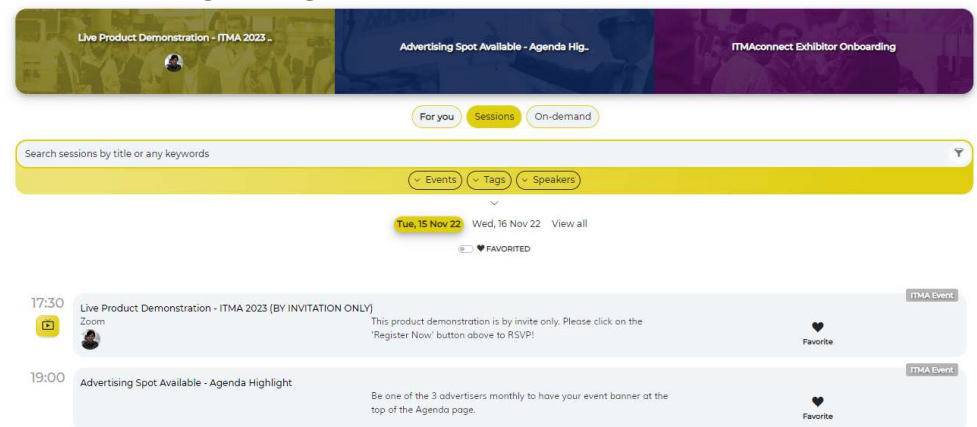 Live Product Demonstration - ITMA 2023 ..
Advertising Spot Available - Agenda Hig..
ITMAconnect Exhibitor Onboarding
For you
Sessions
On-demand
Search sessions by title or any keywords
Events
Tags
Speakers
Tue, 15 Nov 22
Wed, 16 Nov 22
View all
FAVORITED
17:30
ITMA Event
Live Product Demonstration - ITMA 2023 (BY INVITATION ONLY)
Zoom
This product demonstration is by invite only. Please click on the
'Register Now' button above to RSVP!
Favorite
19:00
ITMA Event
Advertising Spot Available - Agenda Highlight
Be one of the 3 advertisers monthly to have your event banner at the
top of the Agenda page.
Favorite